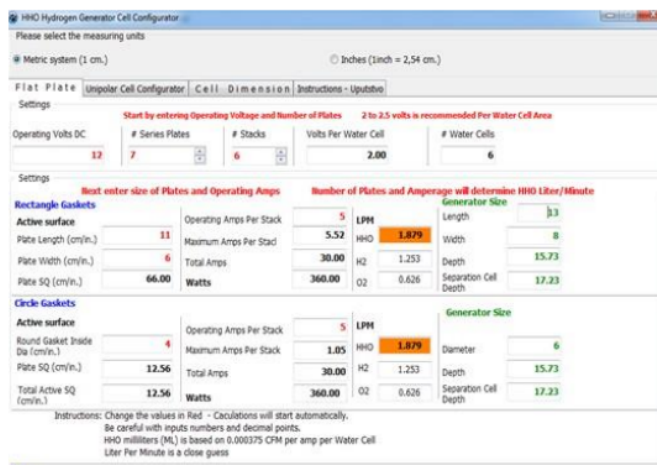 HHO Hydrogen Generator Cell Configurator
Please select the measuring units
Metric system (1 cm.) Inches (1inch = 2,54 cm.)
Flat Plate Unipolar Cell Configurator Cell Dimension Instructions - Uputstvo
Settings
Start by entering Operating Voltage and Number of Plates 2 to 2.5 volts is recommended Per Water Cell Area
Operating Volts DC # Series Plates # Stacks Volts Per Water Cell # Water Cells
12 7 6 2.00 6
Settings
Next enter size of Plates and Operating Amps Number of Plates and Amperage will determine HHO Liter/Minute
Rectangle Gaskets Generator Size
Active surface Operating Amps Per Stack 5 LPM Length 13
Plate Length (cm/in.) 11 Maximum Amps Per Stacl 5.52 HHO 1.879 Width 8
Plate Width (cm/in.) 6 Total Amps 30.00 H2 1.253 Depth 15.73
Plate SQ (cm/in.) 66.00 Watts 360.00 O2 0.626 Separation Cell Depth 17.23
Circle Gaskets
Active surface Generator Size
Operating Amps Per Stack 5 LPM
Round Gasket Inside Dia (cm/in.) 4 Maximum Amps Per Stack 1.05 HHO 1.879 Diameter 6
Plate SQ (cm/in.) 12.56 Total Amps 30.00 H2 1.253 Depth 15.73
Total Active SQ (cm/in.) 12.56 Watts 360.00 O2 0.626 Separation Cell Depth 17.23
Instructions: Change the values in Red - Caculations will start automatically.
Be careful with inputs numbers and decimal points.
HHO milliliters (ML) is based on 0.000375 CFM per amp per Water Cell
Liter Per Minute is a close guess